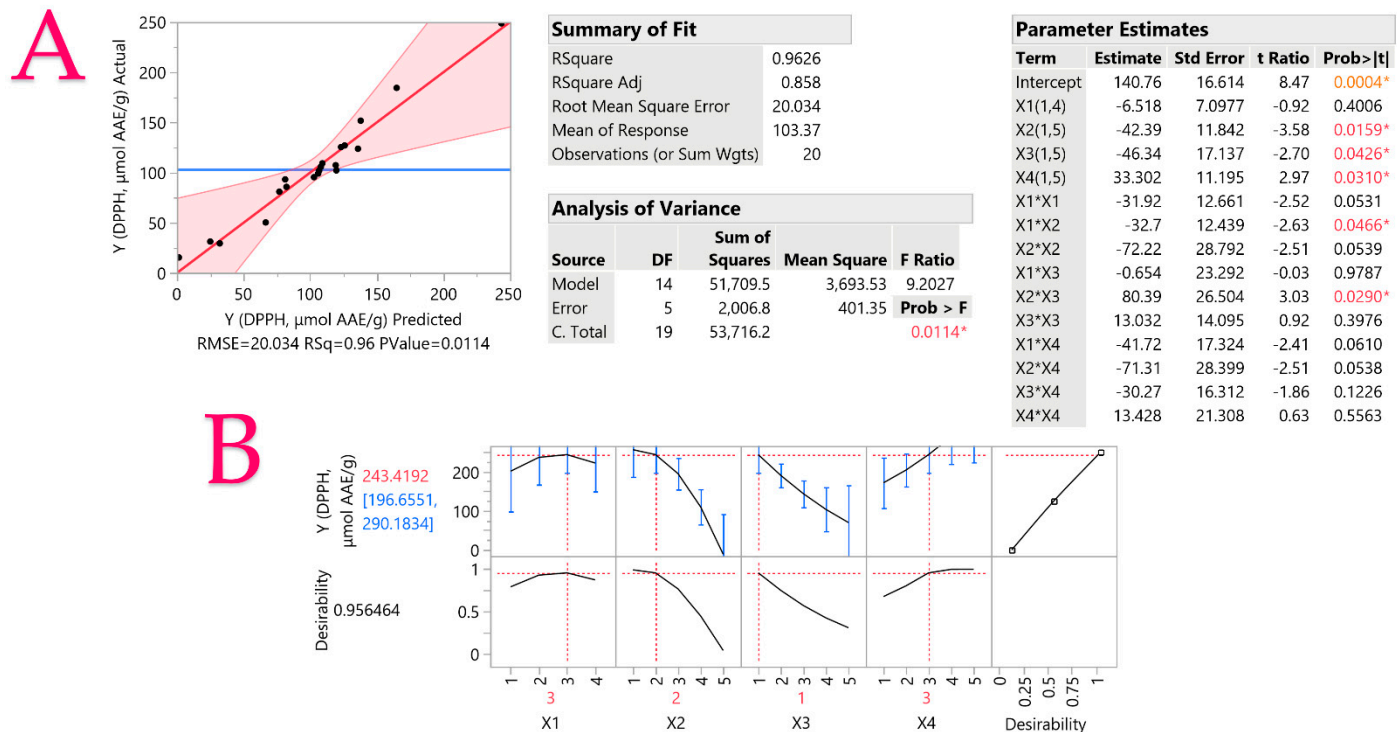 A
Y (DPPH, μmol AAE/g) Actual
250
200
150
100
50
0
0 50 100 150 200 250
Y (DPPH, μmol AAE/g) Predicted
RMSE=20.034 RSq=0.96 PValue=0.0114
Summary of Fit
RSquare 0.9626
RSquare Adj 0.858
Root Mean Square Error 20.034
Mean of Response 103.37
Observations (or Sum Wgts) 20
Analysis of Variance
Sum of
Source DF Squares Mean Square F Ratio
Model 14 51,709.5 3,693.53 9.2027
Error 5 2,006.8 401.35 Prob > F
C. Total 19 53,716.2 0.0114*
Parameter Estimates
Term Estimate Std Error t Ratio Prob>|t|
Intercept 140.76 16.614 8.47 0.0004*
X1(1,4) -6.518 7.0977 -0.92 0.4006
X2(1,5) -42.39 11.842 -3.58 0.0159*
X3(1,5) -46.34 17.137 -2.70 0.0426*
X4(1,5) 33.302 11.195 2.97 0.0310*
X1*X1 -31.92 12.661 -2.52 0.0531
X1*X2 -32.7 12.439 -2.63 0.0466*
X2*X2 -72.22 28.792 -2.51 0.0539
X1*X3 -0.654 23.292 -0.03 0.9787
X2*X3 80.39 26.504 3.03 0.0290*
X3*X3 13.032 14.095 0.92 0.3976
X1*X4 -41.72 17.324 -2.41 0.0610
X2*X4 -71.31 28.399 -2.51 0.0538
X3*X4 -30.27 16.312 -1.86 0.1226
X4*X4 13.428 21.308 0.63 0.5563
B
Y (DPPH,
μmol AAE/g)
243.4192
[196.6551,
290.1834]
200
100
0
Desirability
0.956464
1
0.5
0
1 2 3 4 1 2 3 4 5 1 2 3 4 5 1 2 3 4 5 0 0.25 0.5 0.75 1
3 2 1 3
X1 X2 X3 X4 Desirability